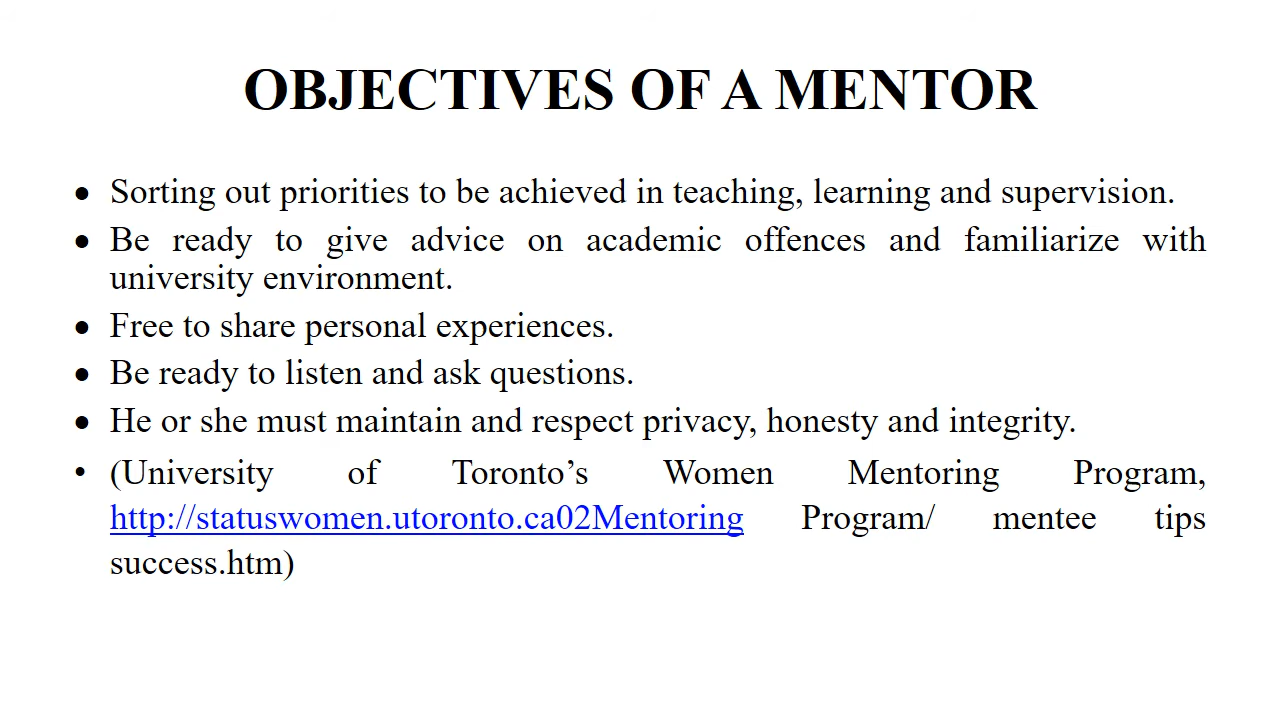 OBJECTIVES OF A MENTOR
• Sorting out priorities to be achieved in teaching, learning and supervision.
• Be ready to give advice on academic offences and familiarize with
university environment.
• Free to share personal experiences.
• Be ready to listen and ask questions.
• He or she must maintain and respect privacy, honesty and integrity.
• (University of Toronto’s Women Mentoring Program,
http://statuswomen.utoronto.ca02Mentoring Program/ mentee tips
success.htm)